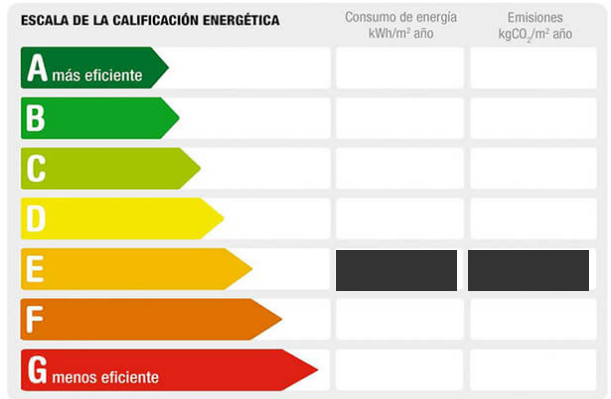 ESCALA DE LA CALIFICACIÓN ENERGÉTICA
Consumo de energía
kWh/m² año
Emisiones
kgCO₂/m² año
A más eficiente
B
C
D
E
F
G menos eficiente